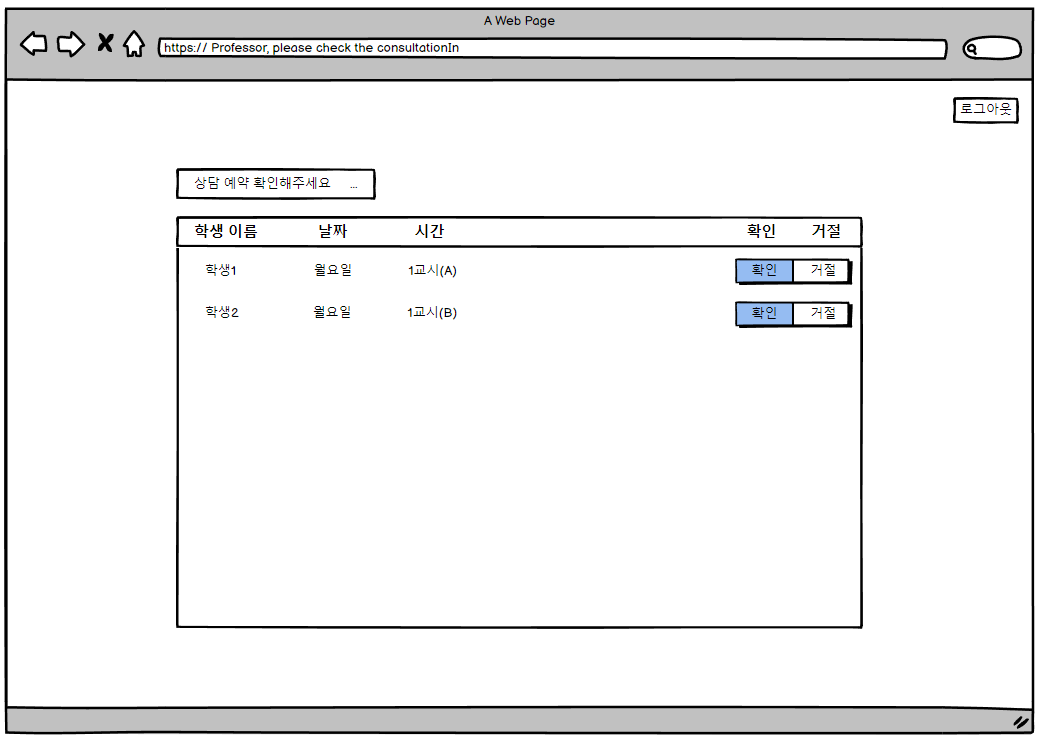 A Web Page
https:// Professor, please check the consultationIn
로그아웃
상담 예약 확인해주세요 ...
학생 이름 날짜 시간 확인 거절
학생1 월요일 1교시(A) 확인 거절
학생2 월요일 1교시(B) 확인 거절